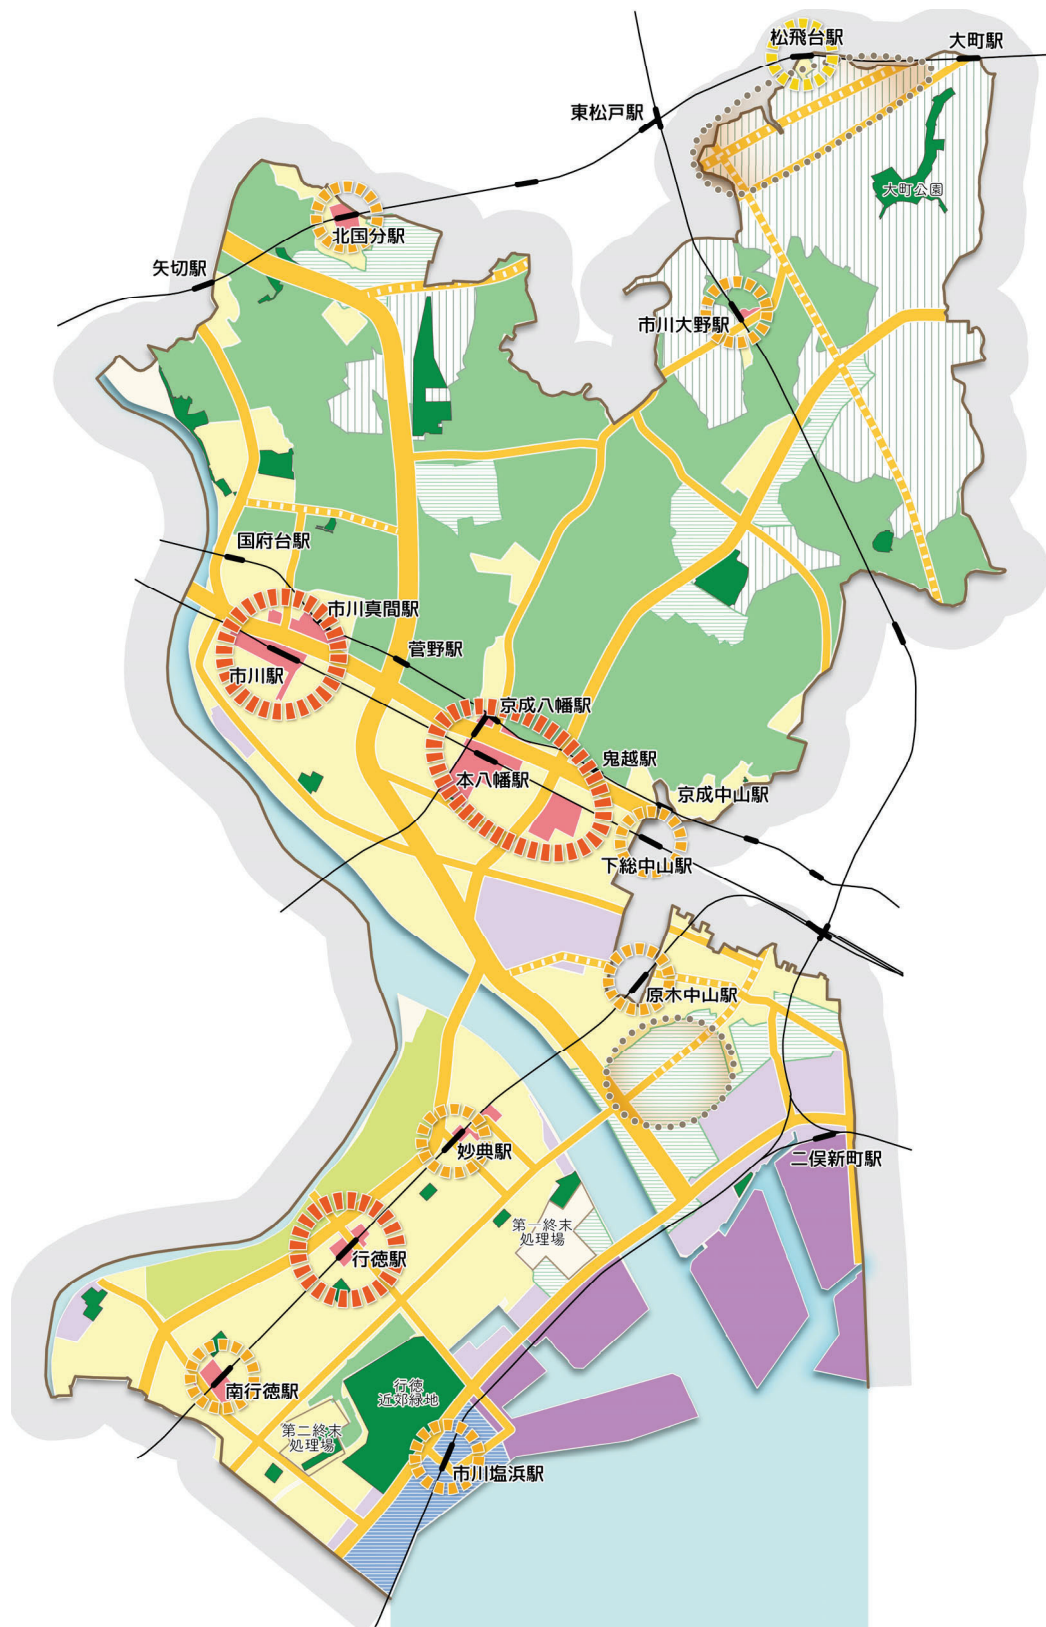 松飛台駅
大町駅
東松戸駅
大町公園
北国分駅
矢切駅
市川大野駅
国府台駅
市川真間駅
菅野駅
市川駅
京成八幡駅
鬼越駅
本八幡駅
京成中山駅
下総中山駅
原木中山駅
妙典駅
二俣新町駅
第一終末
処理場
行徳駅
南行徳駅
行徳
近郊緑地
第二終末
処理場
市川塩浜駅